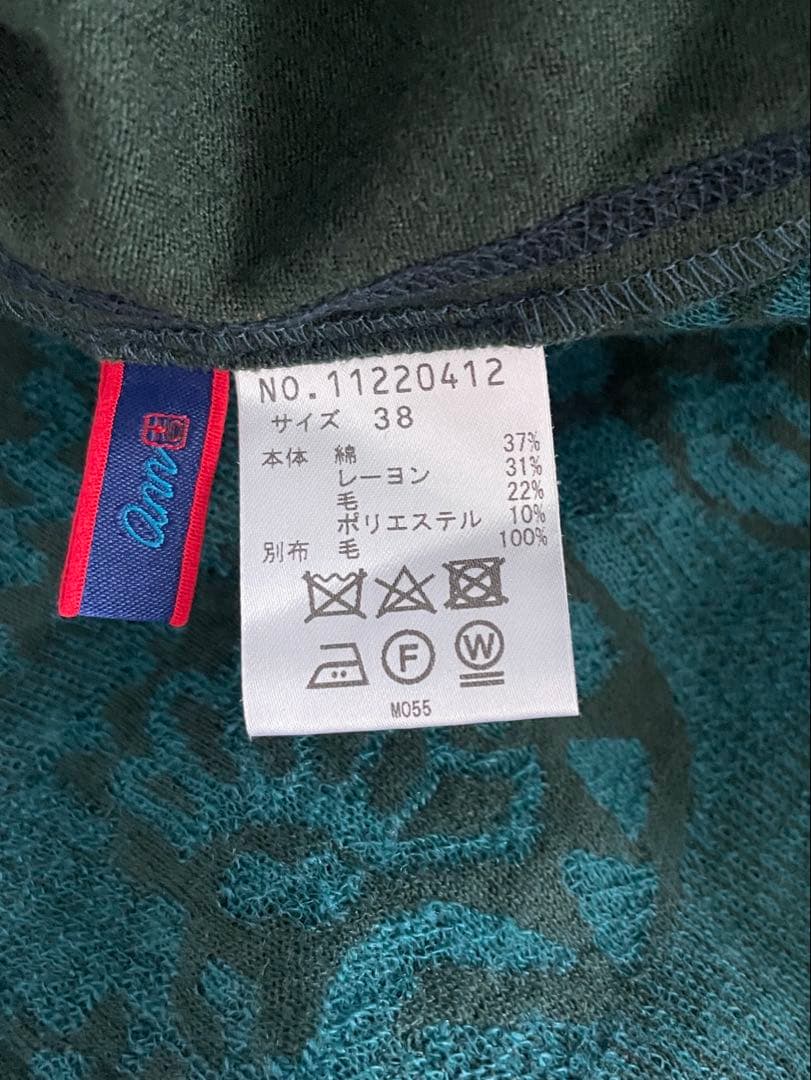 NO.11220412
サイズ 38
本体 綿 37%
レーヨン 31%
毛 22%
ポリエステル 10%
別布 毛 100%
F
W
M055
ann